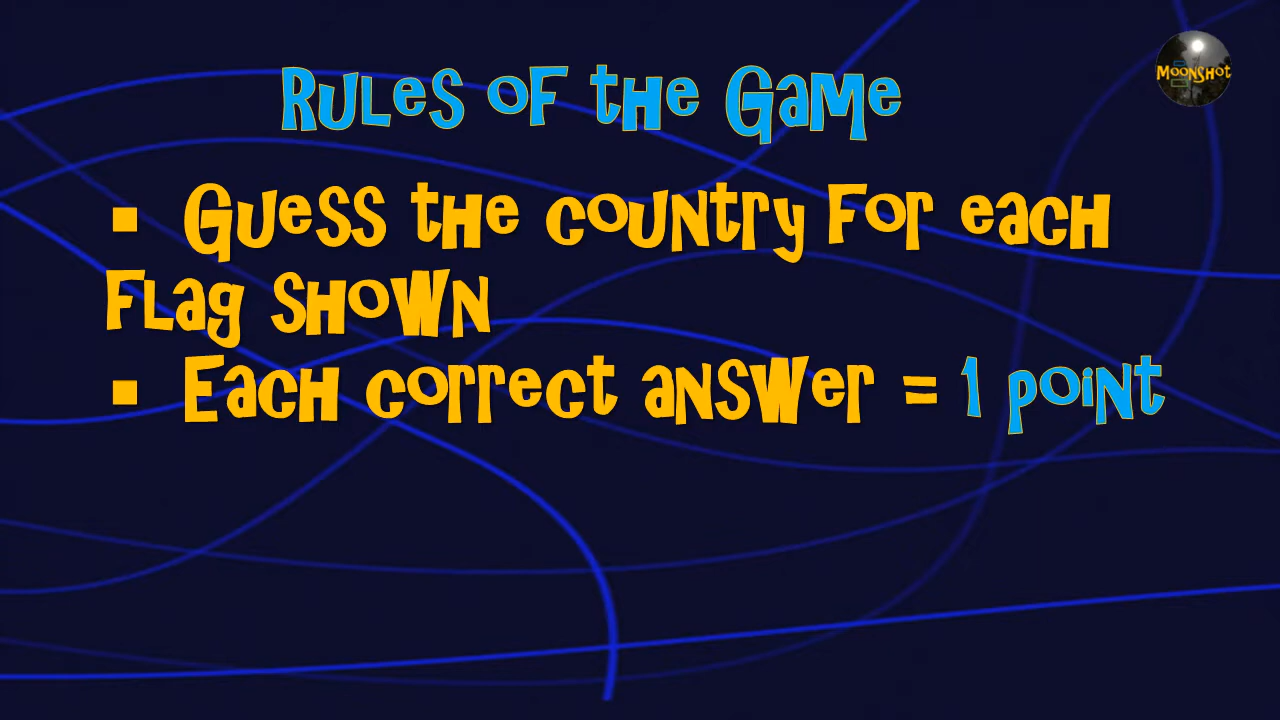 Rules of the Game
MOONSHOT
▪ Guess the country for each
flag shown
▪ Each correct answer = 1 point